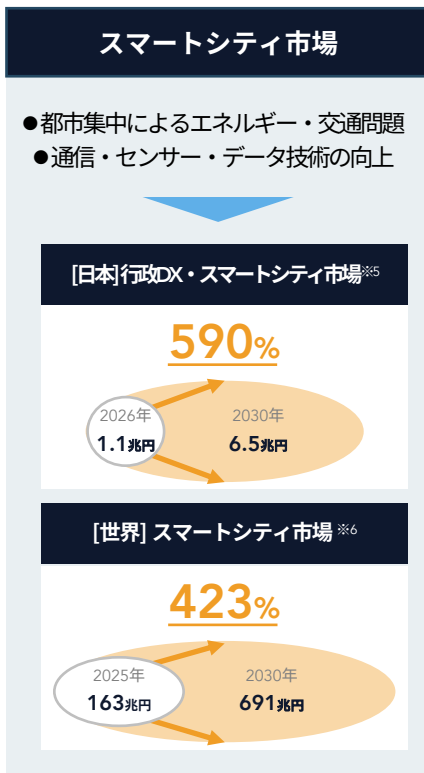 スマートシティ市場
●都市集中によるエネルギー・交通問題
●通信・センサー・データ技術の向上
[日本]行政DX・スマートシティ市場※5
590%
2026年
2030年
1.1兆円
6.5兆円
[世界] スマートシティ市場 ※6
423%
2025年
2030年
163兆円
691兆円